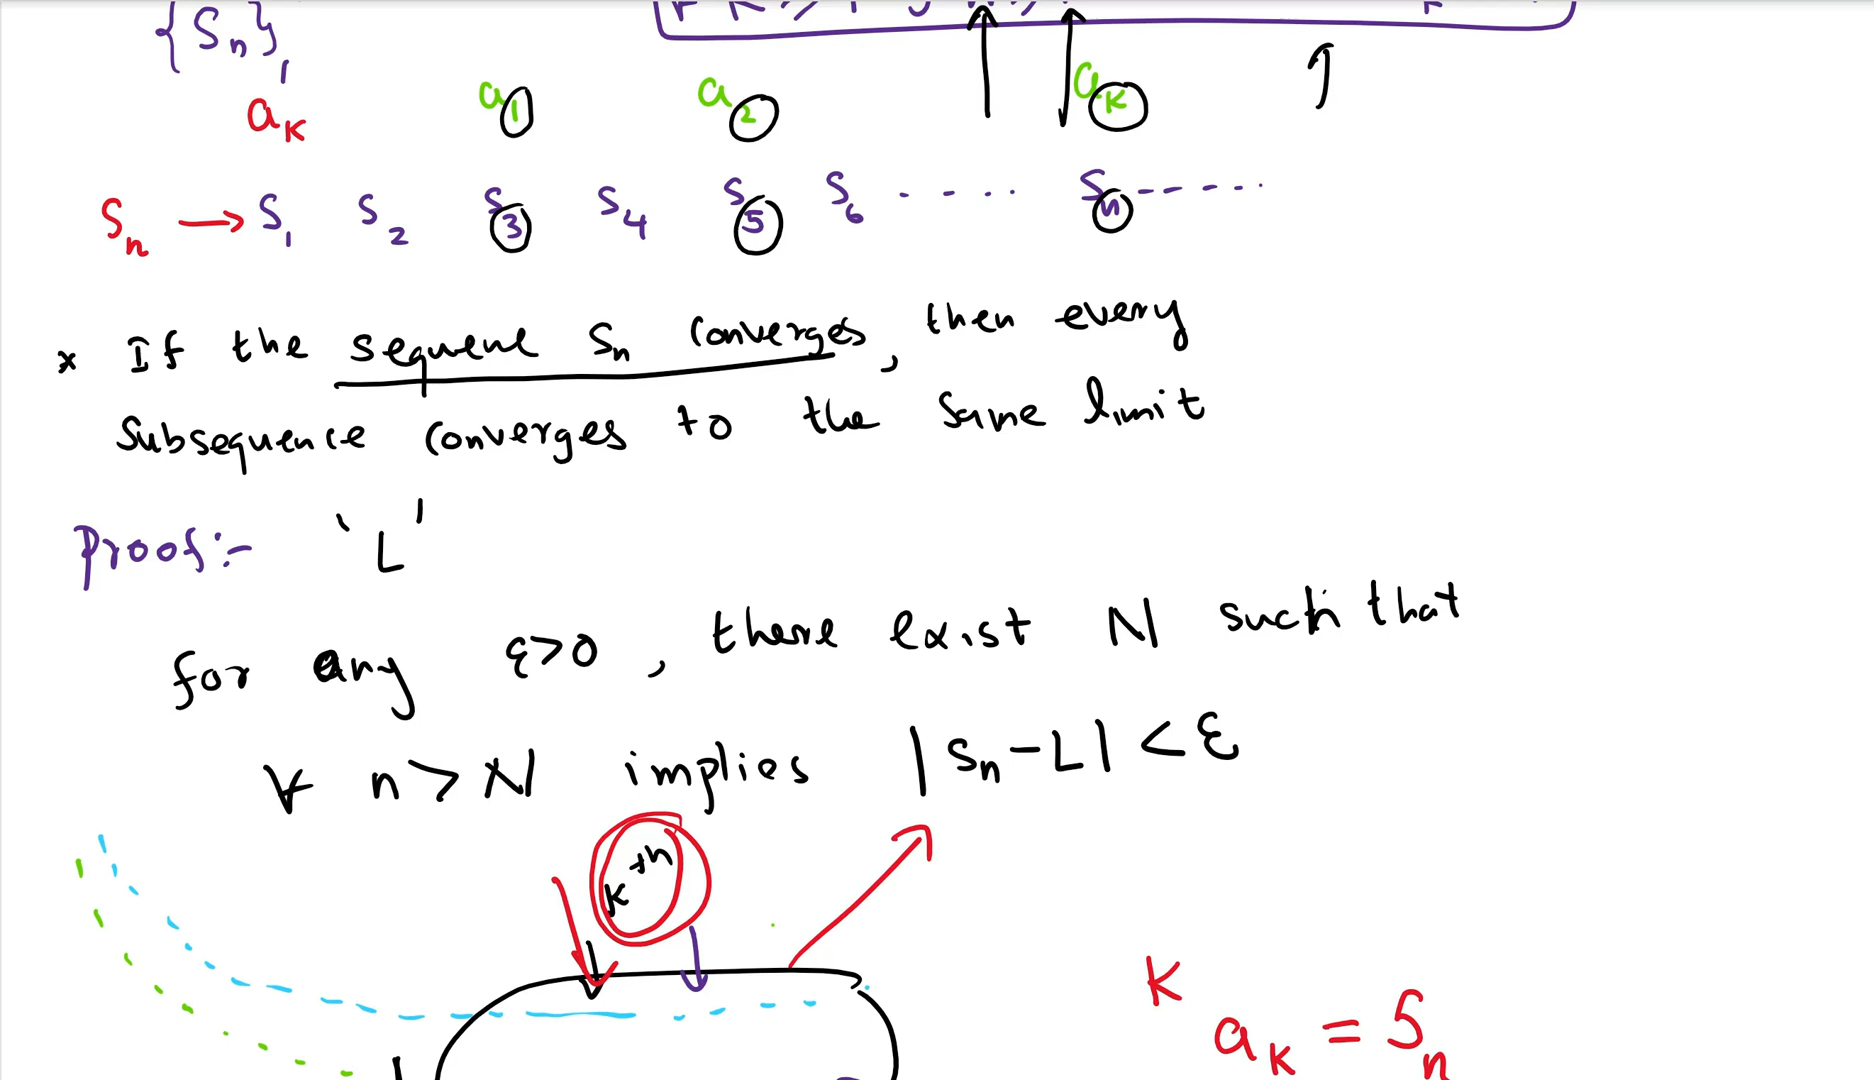 {Sn}
aK a1 a2 aK
Sn → S1 S2 S3 S4 S5 S6 ..... Sn ------
* If the sequene Sn converges, then every
Subsequence converges to the same limit
Proof:- 'L'
for any ε>0, there exist N such that
∀ n > N implies |Sn-L| < ε
Kth
K
aK = Sn